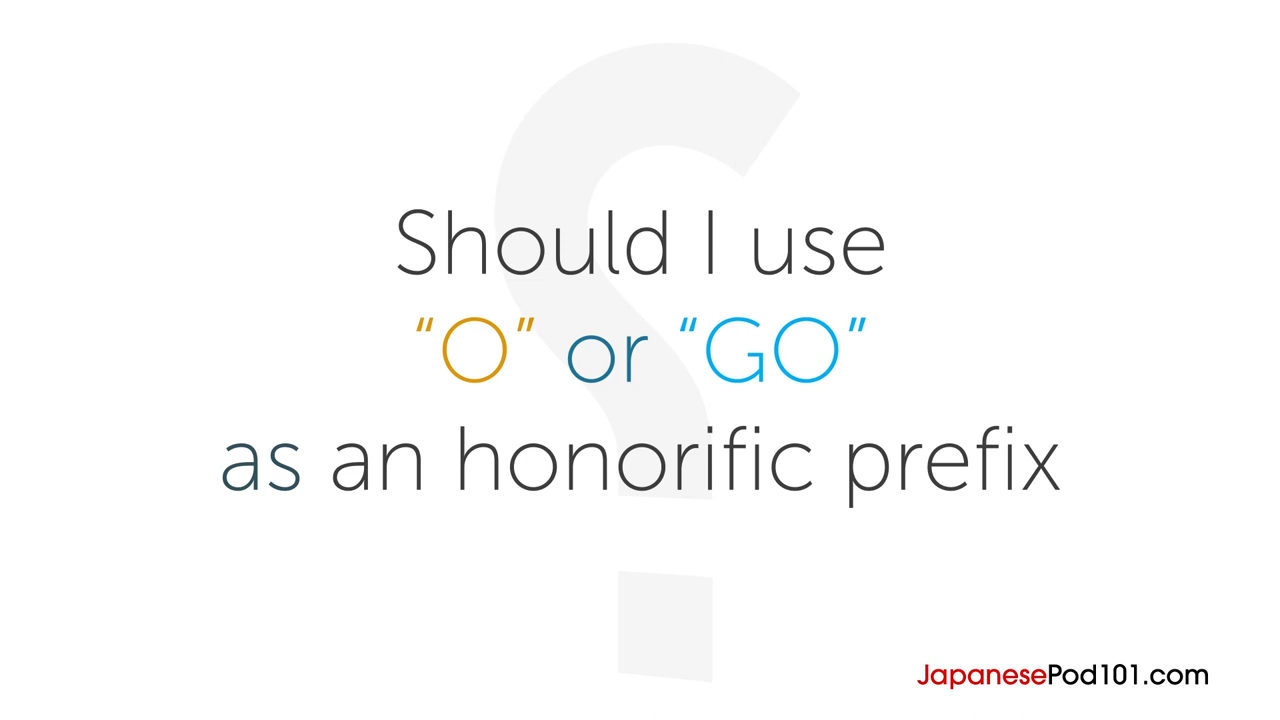 Should I use
“O” or “GO”
as an honorific prefix
JapanesePod101.com